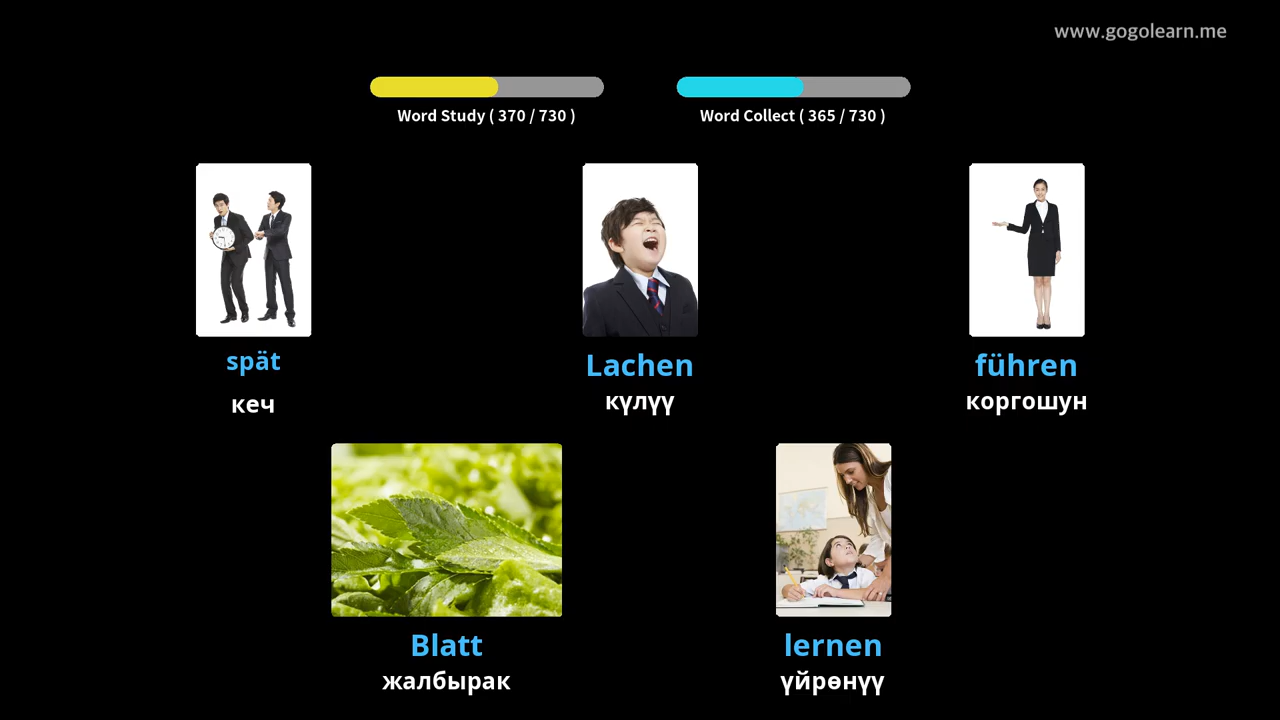 www.gogolearn.me
Word Study ( 370 / 730 )
Word Collect ( 365 / 730 )
spät
кеч
Lachen
күлүү
führen
коргошун
Blatt
жалбырак
lernen
үйрөнүү